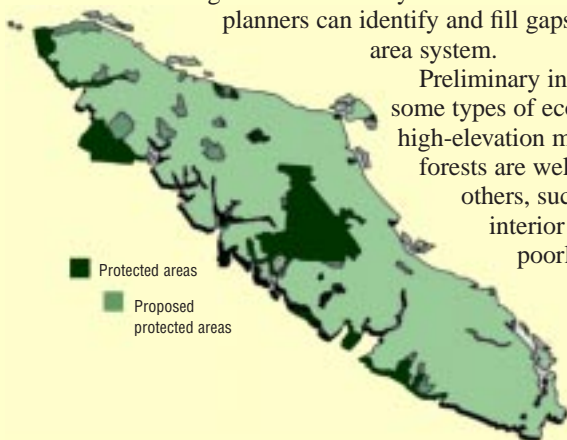 planners can identify and fill gaps
area system.
Preliminary in
some types of eco
high-elevation m
forests are wel
others, suc
interior
poorl
Protected areas
Proposed
protected areas